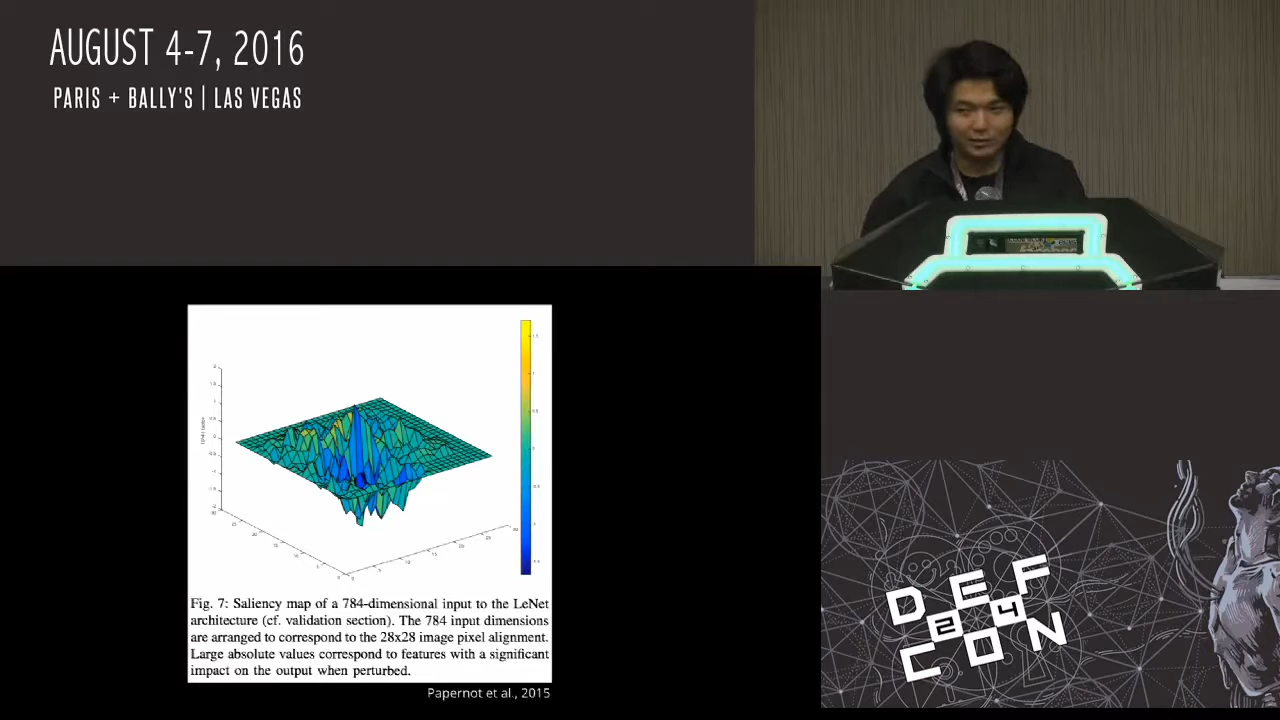 AUGUST 4-7, 2016
PARIS + BALLY'S | LAS VEGAS
Fig. 7: Saliency map of a 784-dimensional input to the LeNet
architecture (cf. validation section). The 784 input dimensions
are arranged to correspond to the 28x28 image pixel alignment.
Large absolute values correspond to features with a significant
impact on the output when perturbed.
Papernot et al., 2015
DEF
24
CON